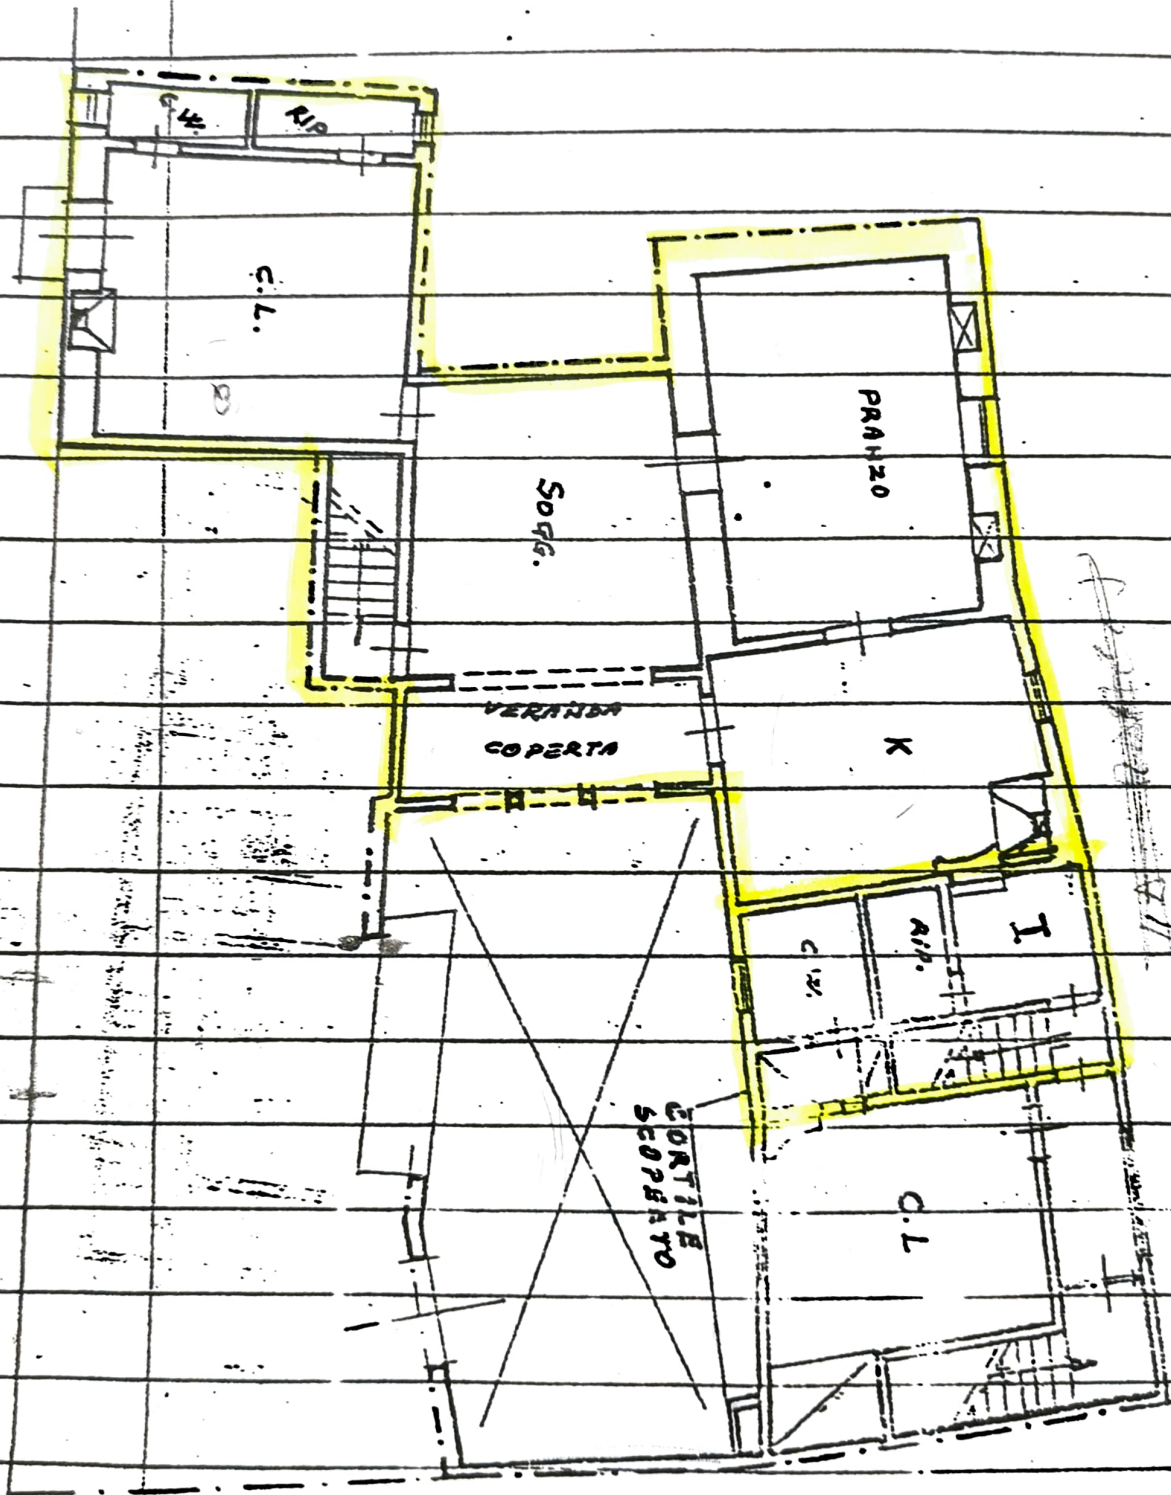 RIP
C.L.
PRANZO
SOGG.
VERANDA
COPERTA
K
I.
RIP.
C.W.
CORTILE
SCOPERTO
C.L